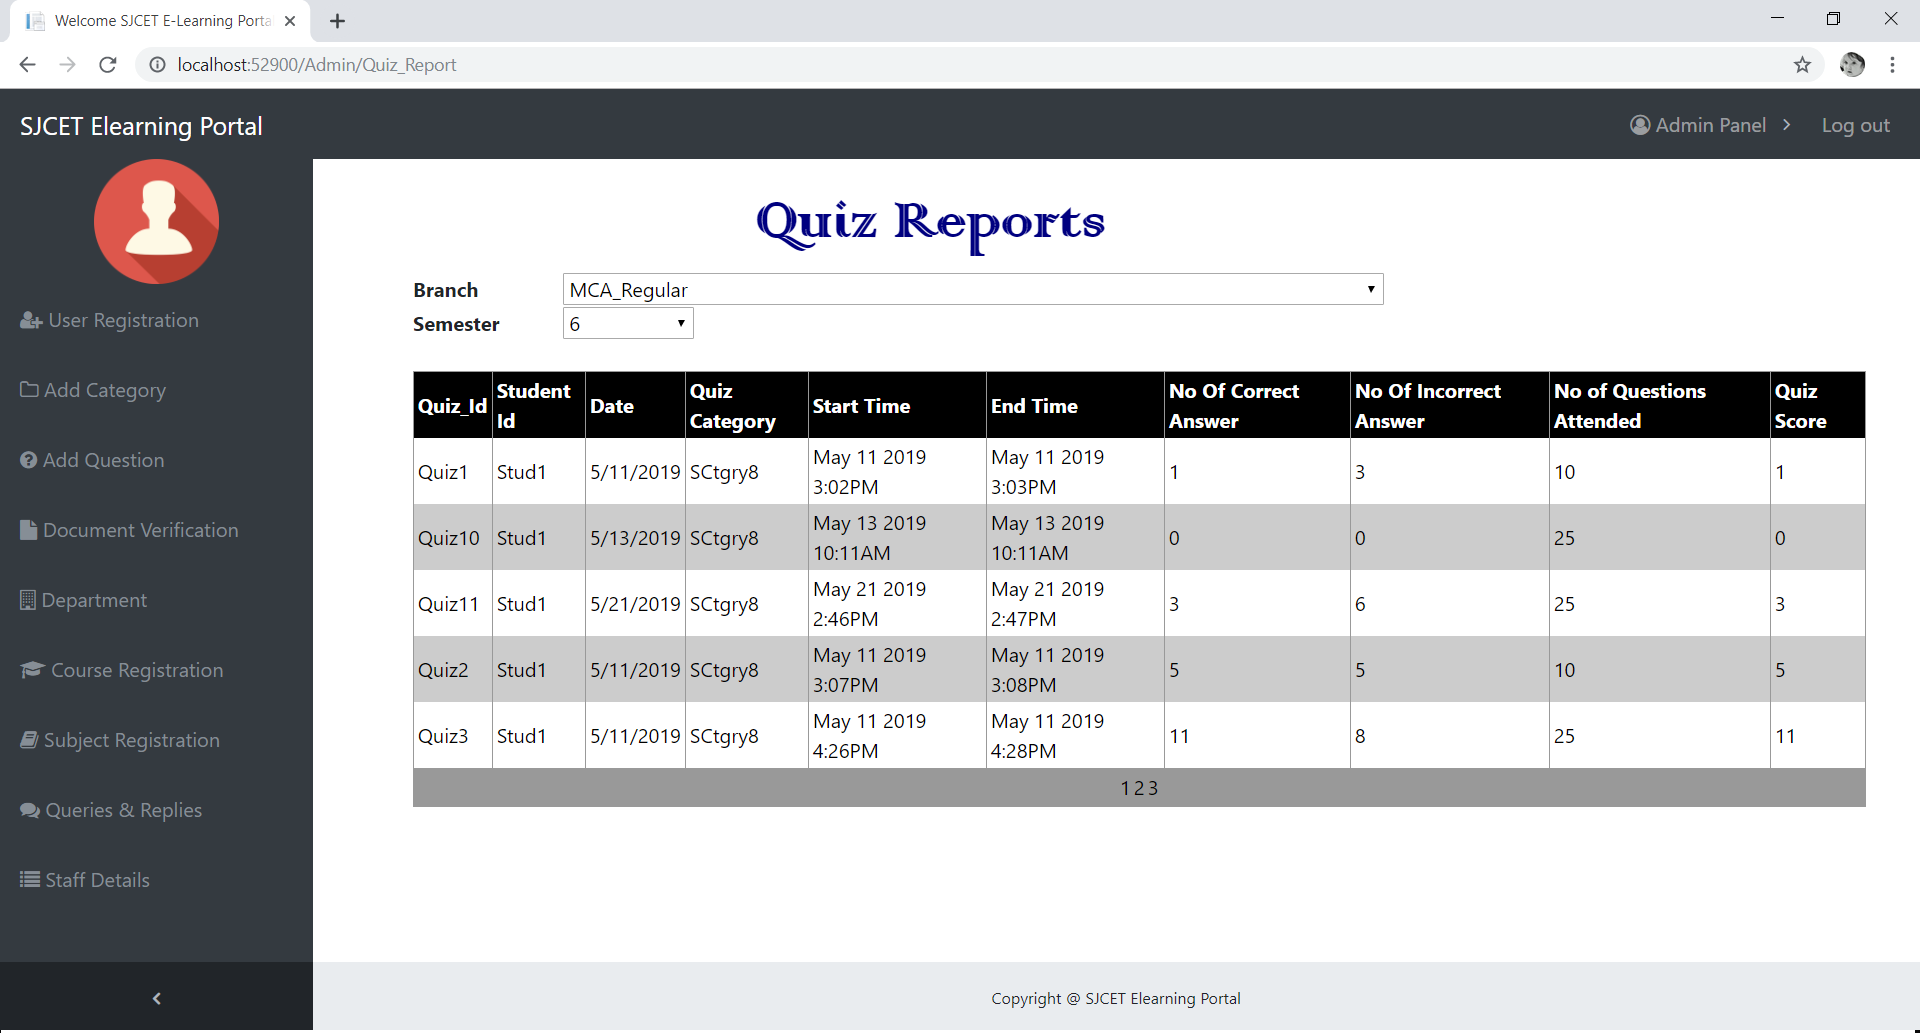 Welcome SJCET E-Learning Porta
localhost:52900/Admin/Quiz_Report
SJCET Elearning Portal
Admin Panel
Log out
User Registration
Add Category
Add Question
Document Verification
Department
Course Registration
Subject Registration
Queries & Replies
Staff Details
Quiz Reports
Branch MCA_Regular
Semester 6
Quiz_Id Student Id Date Quiz Category Start Time End Time No Of Correct Answer No Of Incorrect Answer No of Questions Attended Quiz Score
Quiz1 Stud1 5/11/2019 SCtgry8 May 11 2019 3:02PM May 11 2019 3:03PM 1 3 10 1
Quiz10 Stud1 5/13/2019 SCtgry8 May 13 2019 10:11AM May 13 2019 10:11AM 0 0 25 0
Quiz11 Stud1 5/21/2019 SCtgry8 May 21 2019 2:46PM May 21 2019 2:47PM 3 6 25 3
Quiz2 Stud1 5/11/2019 SCtgry8 May 11 2019 3:07PM May 11 2019 3:08PM 5 5 10 5
Quiz3 Stud1 5/11/2019 SCtgry8 May 11 2019 4:26PM May 11 2019 4:28PM 11 8 25 11
1 2 3
Copyright @ SJCET Elearning Portal